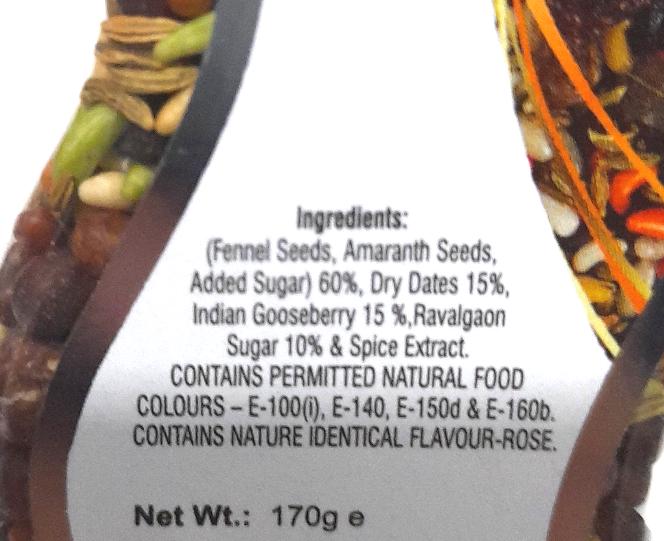 Ingredients:
(Fennel Seeds, Amaranth Seeds,
Added Sugar) 60%, Dry Dates 15%,
Indian Gooseberry 15 %,Ravalgaon
Sugar 10% & Spice Extract.
CONTAINS PERMITTED NATURAL FOOD
COLOURS – E-100(i), E-140, E-150d & E-160b.
CONTAINS NATURE IDENTICAL FLAVOUR-ROSE.
Net Wt.: 170g e